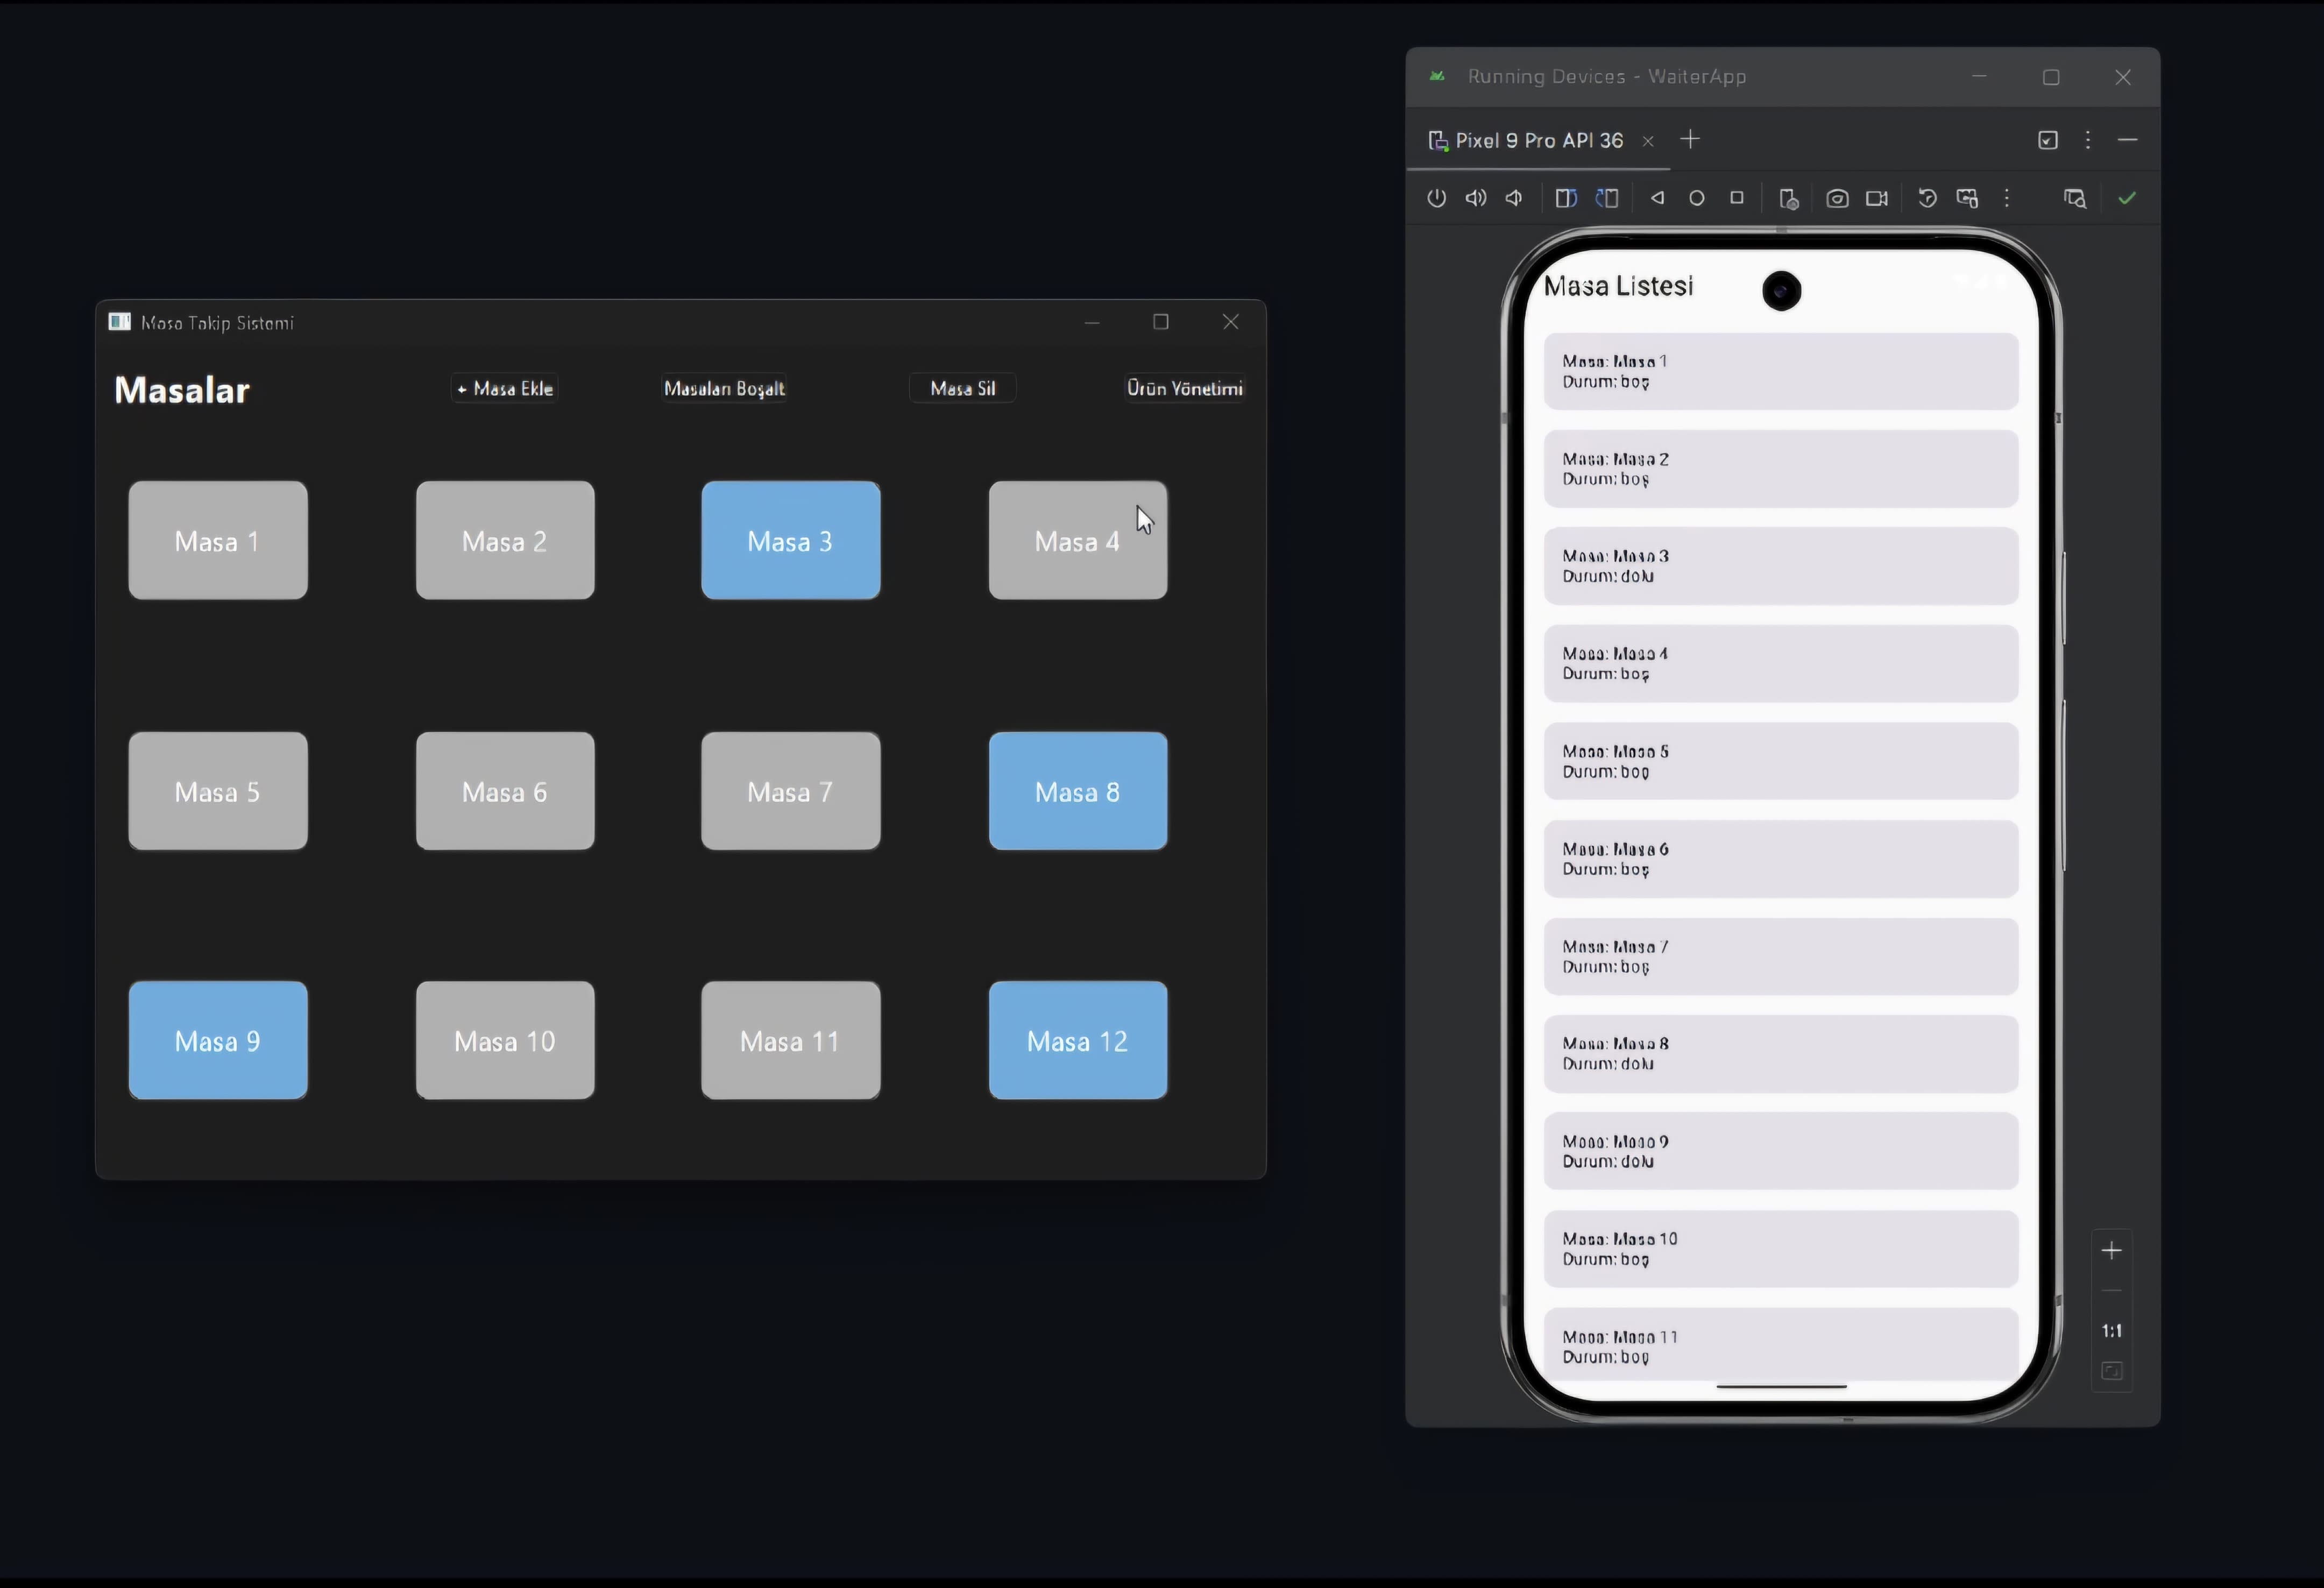 Masa Takip Sistemi
Masalar
+ Masa Ekle
Masaları Boşalt
Masa Sil
Ürün Yönetimi
Masa 1
Masa 2
Masa 3
Masa 4
Masa 5
Masa 6
Masa 7
Masa 8
Masa 9
Masa 10
Masa 11
Masa 12
Running Devices - WaiterApp
Pixel 9 Pro API 36
Masa Listesi
Masa: Masa 1
Durum: boş
Masa: Masa 2
Durum: boş
Masa: Masa 3
Durum: dolu
Masa: Masa 4
Durum: boş
Masa: Masa 5
Durum: boş
Masa: Masa 6
Durum: boş
Masa: Masa 7
Durum: boş
Masa: Masa 8
Durum: dolu
Masa: Masa 9
Durum: dolu
Masa: Masa 10
Durum: boş
Masa: Masa 11
Durum: boş
1:1